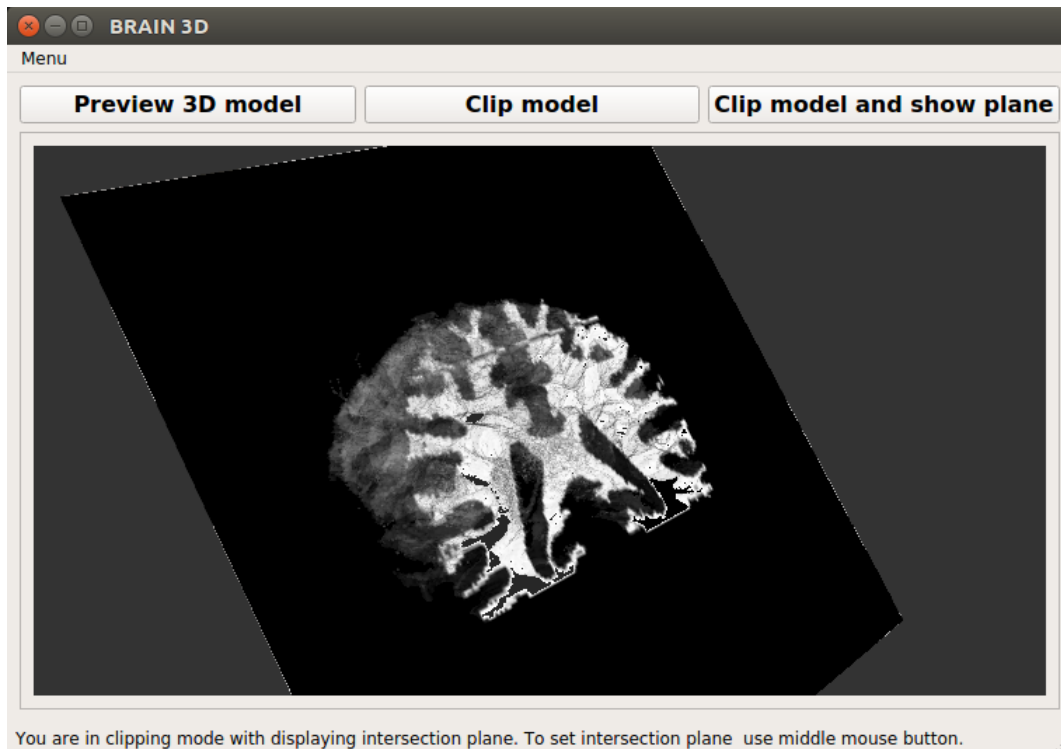 BRAIN 3D
Menu
Preview 3D model Clip model Clip model and show plane
You are in clipping mode with displaying intersection plane. To set intersection plane  use middle mouse button.